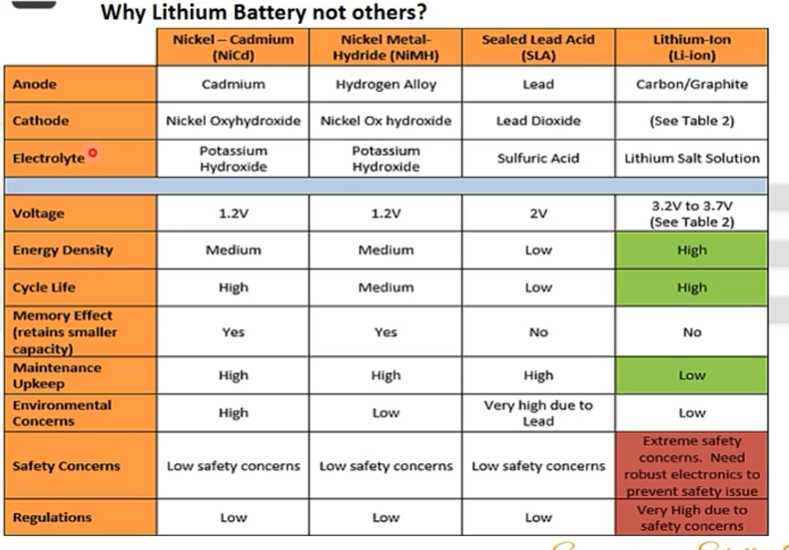 Why Lithium Battery not others?
Nickel – Cadmium (NiCd)
Nickel Metal-Hydride (NiMH)
Sealed Lead Acid (SLA)
Lithium-Ion (Li-ion)
Anode
Cadmium
Hydrogen Alloy
Lead
Carbon/Graphite
Cathode
Nickel Oxyhydroxide
Nickel Ox hydroxide
Lead Dioxide
(See Table 2)
Electrolyte
Potassium Hydroxide
Potassium Hydroxide
Sulfuric Acid
Lithium Salt Solution
Voltage
1.2V
1.2V
2V
3.2V to 3.7V
(See Table 2)
Energy Density
Medium
Medium
Low
High
Cycle Life
High
Medium
Low
High
Memory Effect
(retains smaller
capacity)
Yes
Yes
No
No
Maintenance
Upkeep
High
High
High
Low
Environmental
Concerns
High
Low
Very high due to
Lead
Low
Safety Concerns
Low safety concerns
Low safety concerns
Low safety concerns
Extreme safety
concerns. Need
robust electronics to
prevent safety issue
Regulations
Low
Low
Low
Very High due to
safety concerns